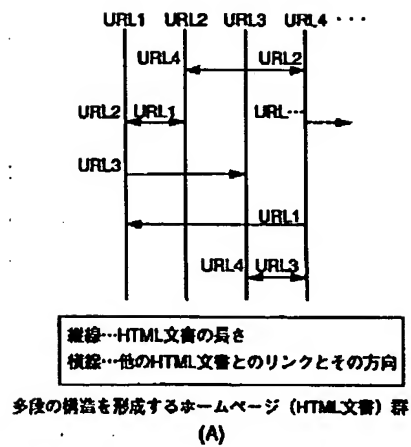 URL1 URL2 URL3 URL4 ・・・
URL4 URL2
URL2 URL1 URL…
URL3
URL1
URL4 URL3
縦線…HTML文書の長さ
横線…他のHTML文書とのリンクとその方向
多段の構造を形成するホームページ（HTML文書）群
(A)